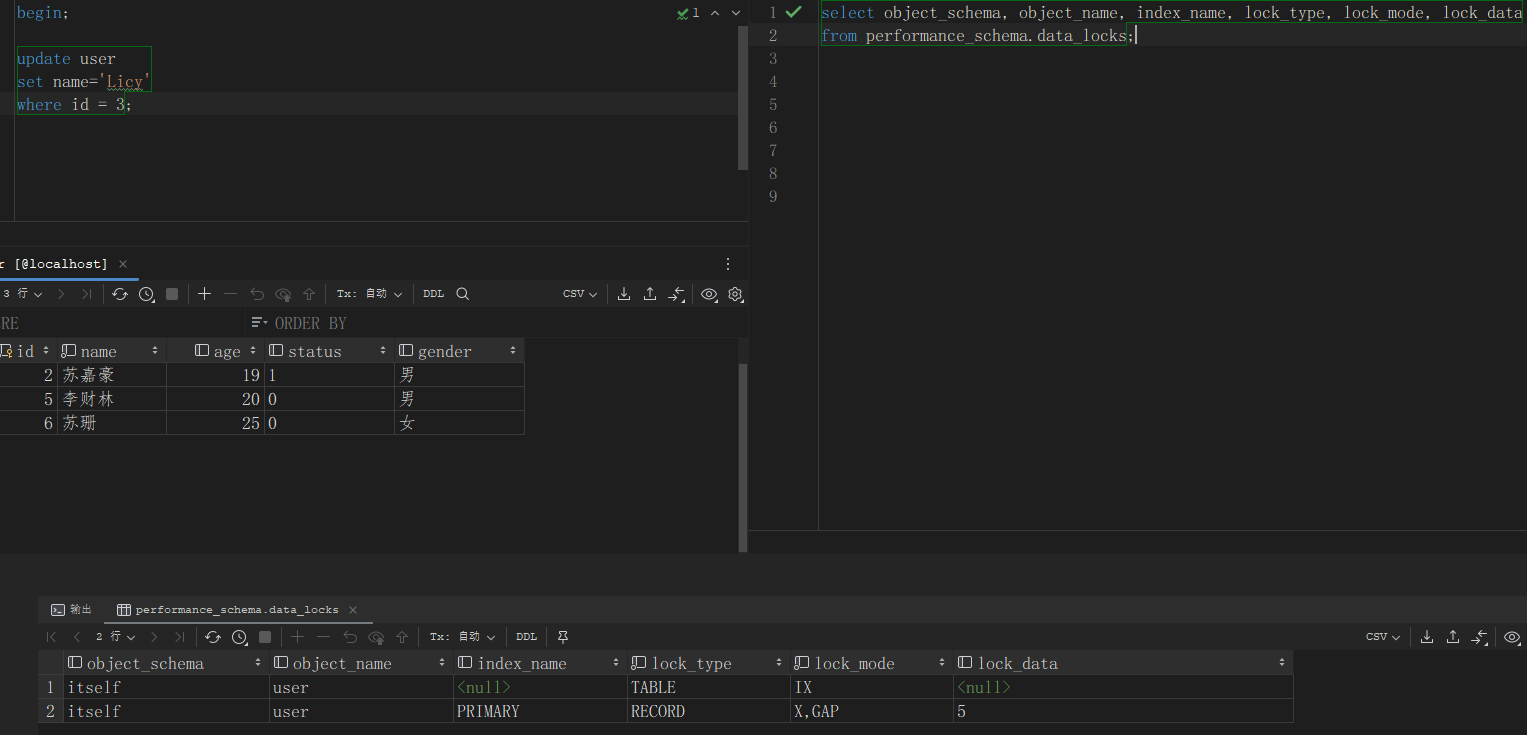 begin;
1
update user
set name='Licy'
where id = 3;
1
select object_schema, object_name, index_name, lock_type, lock_mode, lock_data
2
from performance_schema.data_locks;
3
4
5
6
7
8
9
r [@localhost]
3 行
Tx: 自动
DDL
CSV
RE
ORDER BY
id name age status gender
2 苏嘉豪 19 1 男
5 李财林 20 0 男
6 苏珊 25 0 女
输出
performance_schema.data_locks
2 行
Tx: 自动
DDL
CSV
object_schema object_name index_name lock_type lock_mode lock_data
1 itself user <null> TABLE IX <null>
2 itself user PRIMARY RECORD X,GAP 5